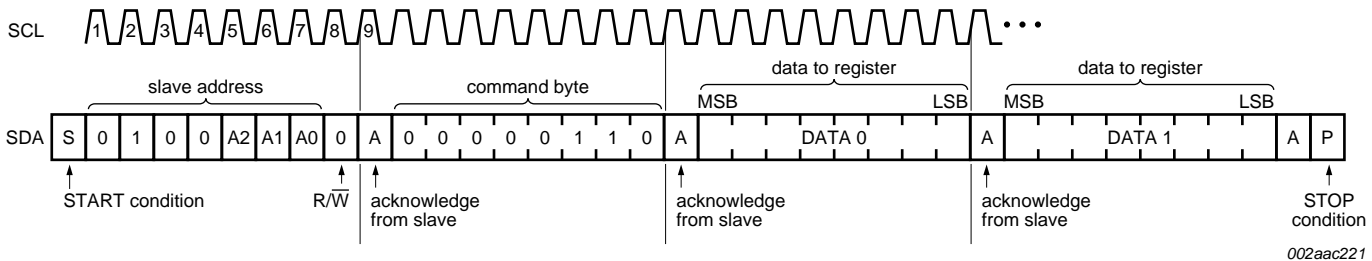 SCL 1 2 3 4 5 6 7 8 9
slave address command byte data to register data to register
MSB LSB MSB LSB
SDA S 0 1 0 0 A2 A1 A0 0 A 0 0 0 0 0 1 1 0 A DATA 0 A DATA 1 A P
START condition R/W̅ acknowledge from slave acknowledge from slave acknowledge from slave STOP condition
002aac221